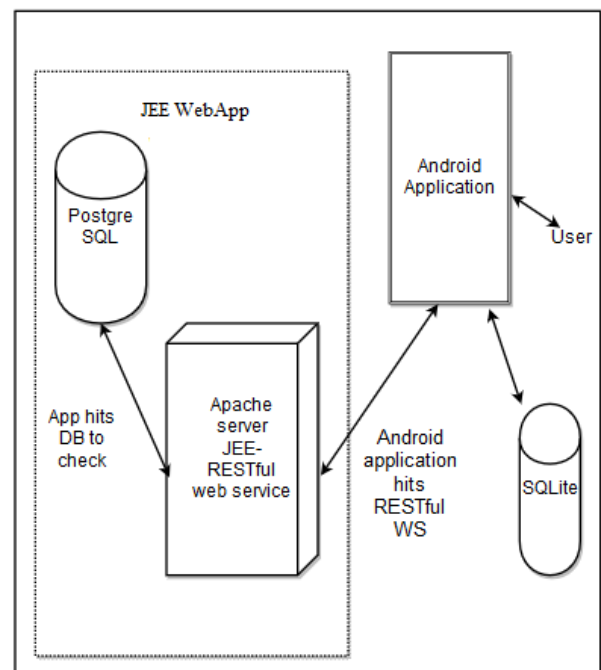 JEE WebApp
Postgre
SQL
App hits
DB to
check
Apache
server
JEE-
RESTful
web service
Android
Application
User
Android
application
hits
RESTful
WS
SQLite